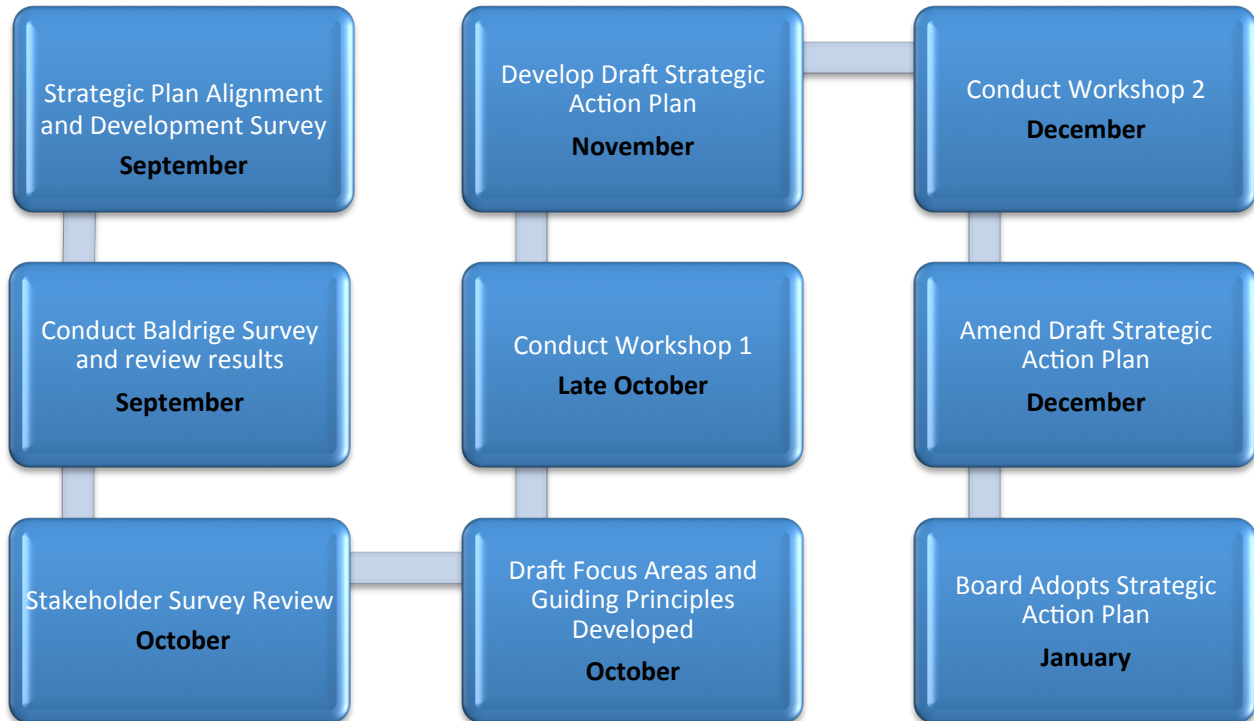 Strategic Plan Alignment
and Development Survey
September
Conduct Baldrige Survey
and review results
September
Stakeholder Survey Review
October
Draft Focus Areas and
Guiding Principles
Developed
October
Conduct Workshop 1
Late October
Develop Draft Strategic
Action Plan
November
Conduct Workshop 2
December
Amend Draft Strategic
Action Plan
December
Board Adopts Strategic
Action Plan
January